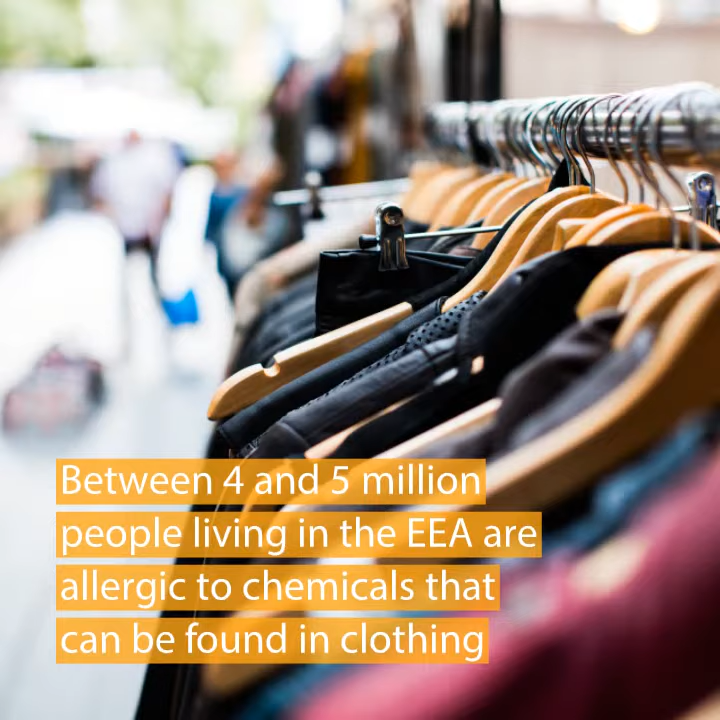 Between 4 and 5 million
people living in the EEA are
allergic to chemicals that
can be found in clothing